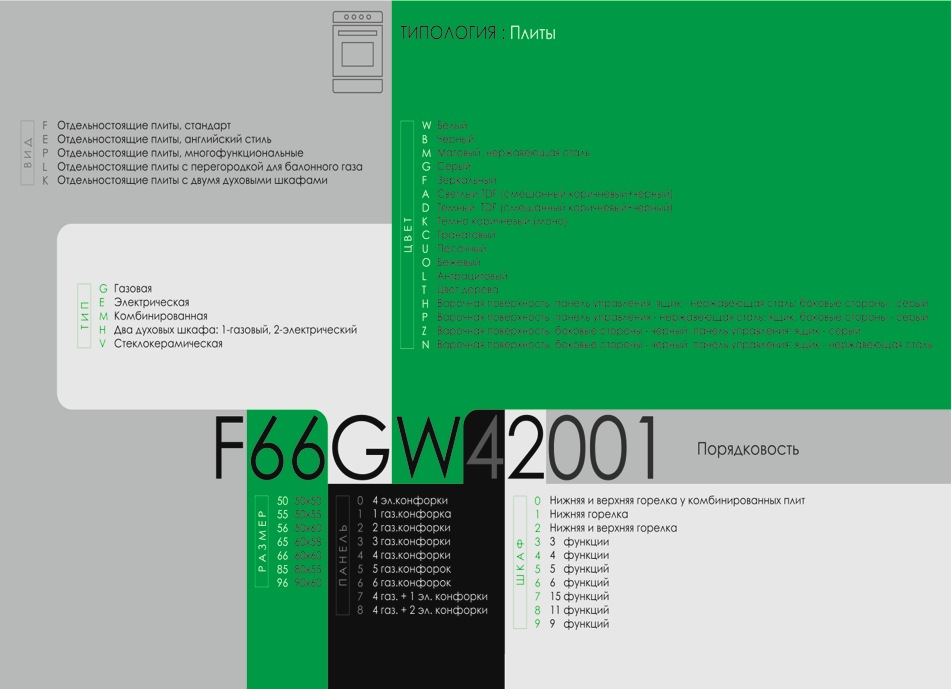 ТИПОЛОГИЯ : Плиты
ВИД
F Отдельностоящие плиты, стандарт
E Отдельностоящие плиты, английский стиль
P Отдельностоящие плиты, многофункциональные
L Отдельностоящие плиты с перегородкой для балонного газа
K Отдельностоящие плиты с двумя духовыми шкафами
ЦВЕТ
W Белый
B Черный
M Матовый, нержавеющая сталь
G Серый
F Зеркальный
A Светлый TDF (смешанный коричневый+черный)
D Темный TDF (смешанный коричневый+черный)
K Темно коричневый (мано)
C Гранатовый
U Песочный
O Бежевый
L Антрацитовый
T Цвет дерева
H Варочная поверхность, панель управления, ящик - нержавеющая сталь; боковые стороны - серый
P Варочная поверхность, панель управления - нержавеющая сталь; ящик, боковые стороны - серый
Z Варочная поверхность, боковые стороны - черный; панель управления, ящик - серый
N Варочная поверхность, боковые стороны - черный; панель управления, ящик - нержавеющая сталь
ТИП
G Газовая
E Электрическая
M Комбинированная
H Два духовых шкафа: 1-газовый, 2-электрический
V Стеклокерамическая
F66GW42001
Порядковость
РАЗМЕР
50 50x50
55 50x55
56 50x60
65 60x58
66 60x60
85 80x55
96 90x60
ПАНЕЛЬ
0 4 эл.конфорки
1 1 газ.конфорка
2 2 газ.конфорки
3 3 газ.конфорки
4 4 газ.конфорки
5 5 газ.конфорок
6 6 газ.конфорок
7 4 газ. + 1 эл. конфорки
8 4 газ. + 2 эл. конфорки
ШКАФ
0 Нижняя и верхняя горелка у комбинированных плит
1 Нижняя горелка
2 Нижняя и верхняя горелка
3 3 функции
4 4 функции
5 5 функций
6 6 функций
7 15 функций
8 11 функций
9 9 функций